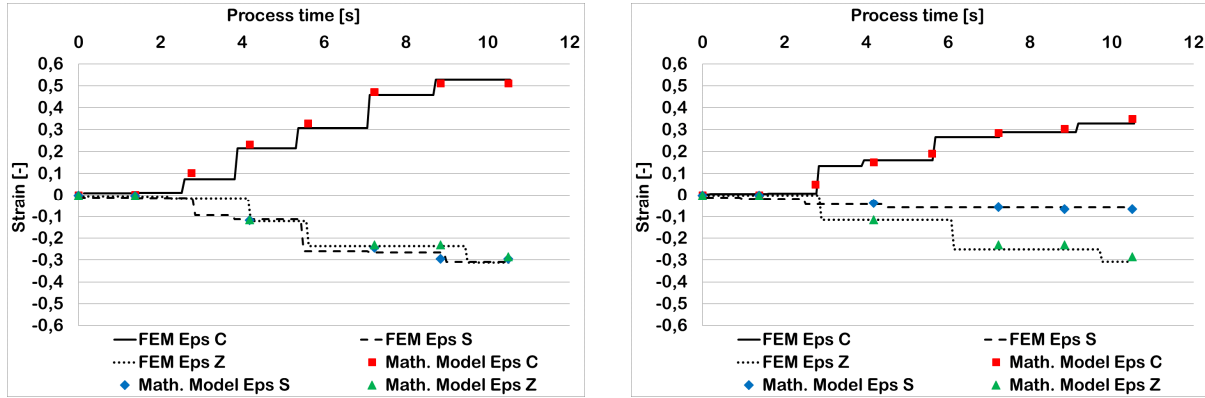 Process time [s]
0 2 4 6 8 10 12
0,6
0,5
0,4
0,3
0,2
0,1
0
-0,1
-0,2
-0,3
-0,4
-0,5
-0,6
Strain [-]
FEM Eps C FEM Eps S
FEM Eps Z Math. Model Eps C
Math. Model Eps S Math. Model Eps Z
Process time [s]
0 2 4 6 8 10 12
0,6
0,5
0,4
0,3
0,2
0,1
0
-0,1
-0,2
-0,3
-0,4
-0,5
-0,6
Strain [-]
FEM Eps C FEM Eps S
FEM Eps Z Math. Model Eps C
Math. Model Eps S Math. Model Eps Z